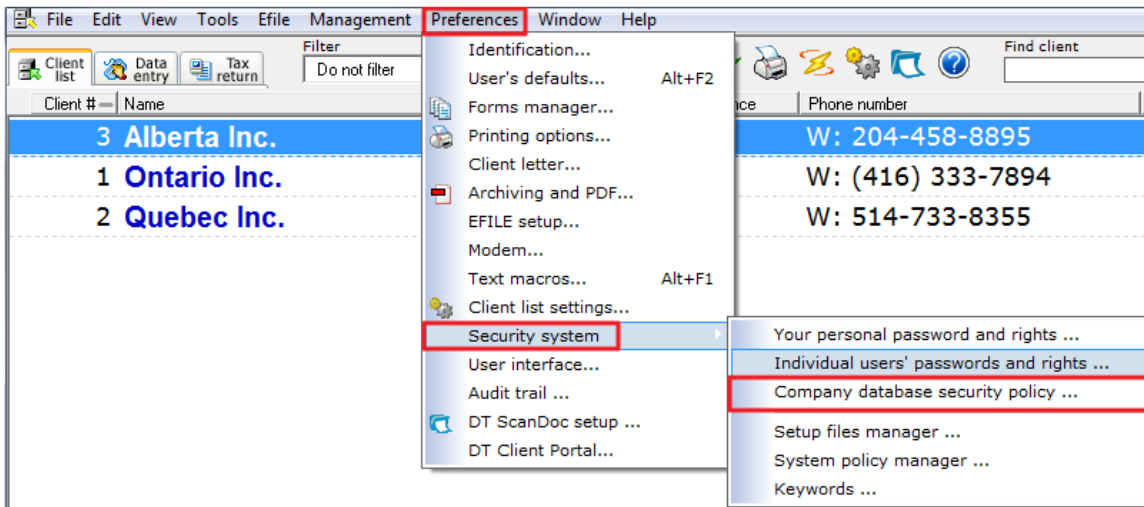 File Edit View Tools Efile Management Preferences Window Help
Client list
Data entry
Tax return
Filter
Do not filter
Find client
Client # Name
Phone number
3 Alberta Inc.
W: 204-458-8895
1 Ontario Inc.
W: (416) 333-7894
2 Quebec Inc.
W: 514-733-8355
Identification...
User's defaults... Alt+F2
Forms manager...
Printing options...
Client letter...
Archiving and PDF...
EFILE setup...
Modem...
Text macros... Alt+F1
Client list settings...
Security system
User interface...
Audit trail ...
DT ScanDoc setup ...
DT Client Portal...
Your personal password and rights ...
Individual users' passwords and rights ...
Company database security policy ...
Setup files manager ...
System policy manager ...
Keywords ...